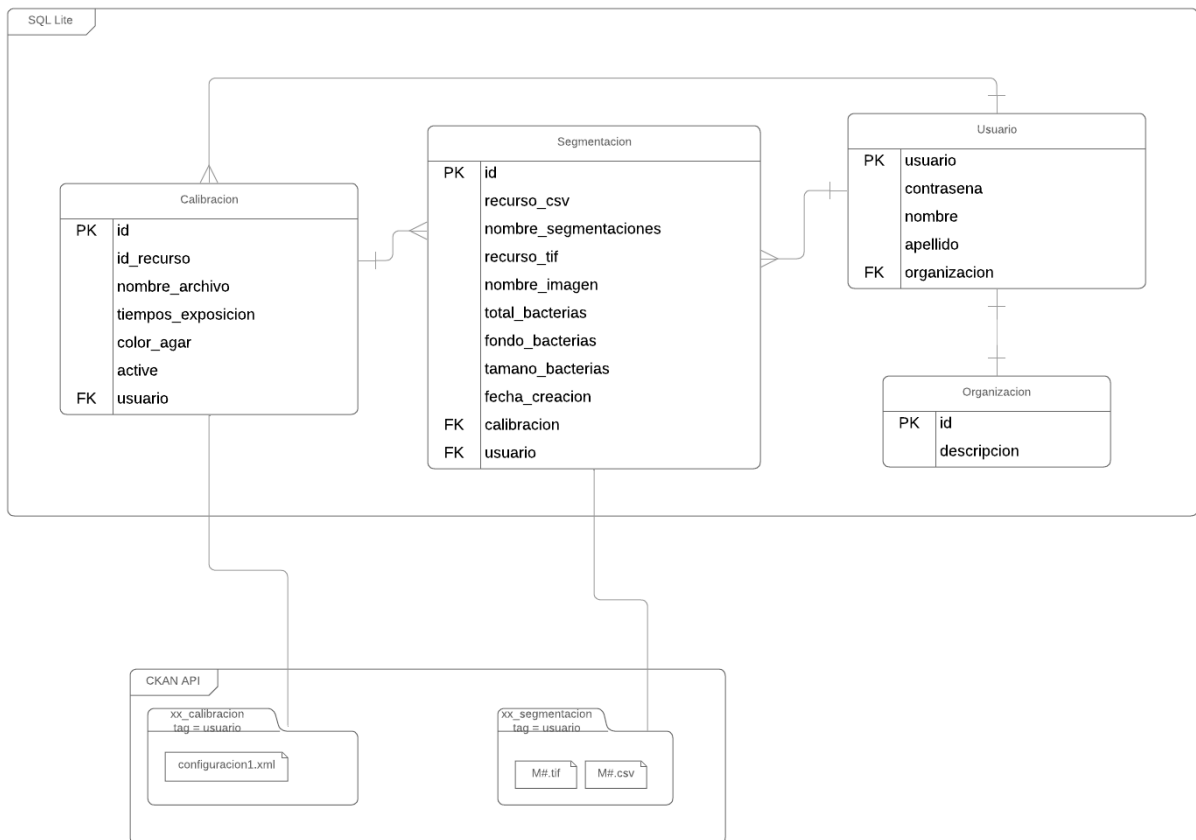 SQL Lite
Calibracion
PK id
id_recurso
nombre_archivo
tiempos_exposicion
color_agar
active
FK usuario
Segmentacion
PK id
recurso_csv
nombre_segmentaciones
recurso_tif
nombre_imagen
total_bacterias
fondo_bacterias
tamano_bacterias
fecha_creacion
FK calibracion
FK usuario
Usuario
PK usuario
contrasena
nombre
apellido
FK organizacion
Organizacion
PK id
descripcion
CKAN API
xx_calibracion
tag = usuario
configuracion1.xml
xx_segmentacion
tag = usuario
M#.tif
M#.csv